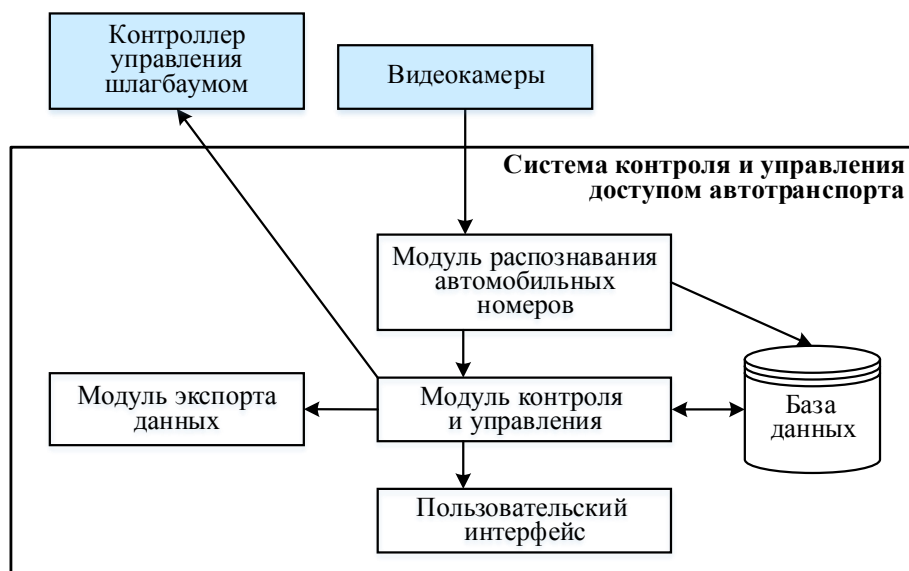 Контроллер
управления
шлагбаумом
Видеокамеры
Система контроля и управления
доступом автотранспорта
Модуль распознавания
автомобильных
номеров
Модуль экспорта
данных
Модуль контроля
и управления
База
данных
Пользовательский
интерфейс